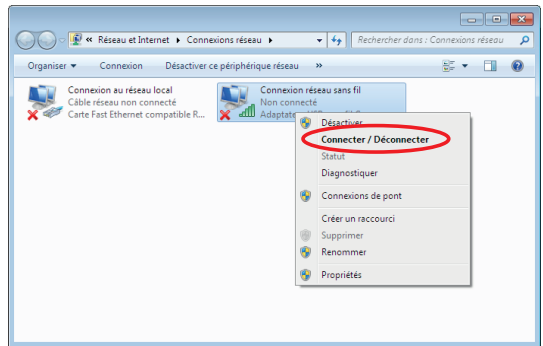 « Réseau et Internet Connexions réseau
Rechercher dans : Connexions réseau
Organiser Connexion Désactiver ce périphérique réseau »
Connexion au réseau local
Câble réseau non connecté
Carte Fast Ethernet compatible R...
Connexion réseau sans fil
Non connecté
Désactiver
Connecter / Déconnecter
Statut
Diagnostiquer
Connexions de pont
Créer un raccourci
Supprimer
Renommer
Propriétés